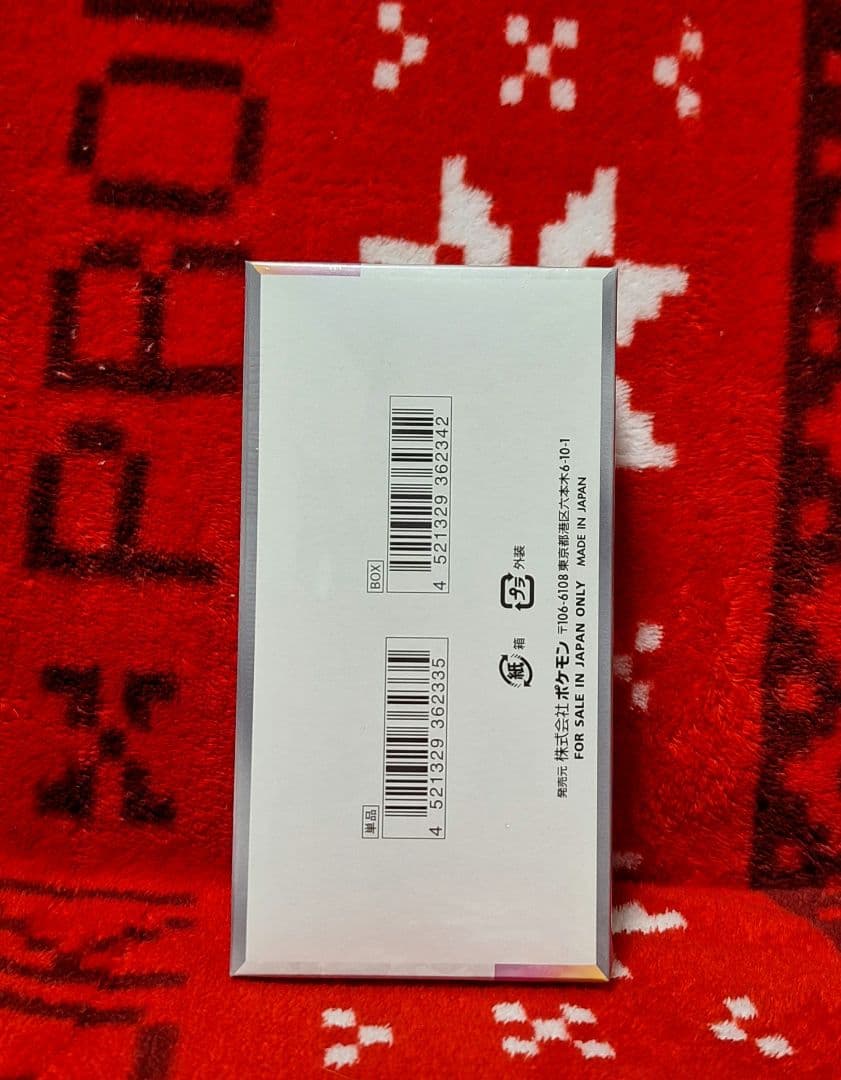 単品
4 521329 362335
BOX
4 521329 362342
紙 箱
プラ 外装
発売元 株式会社 ポケモン 〒106-6108 東京都港区六本木6-10-1
FOR SALE IN JAPAN ONLY MADE IN JAPAN